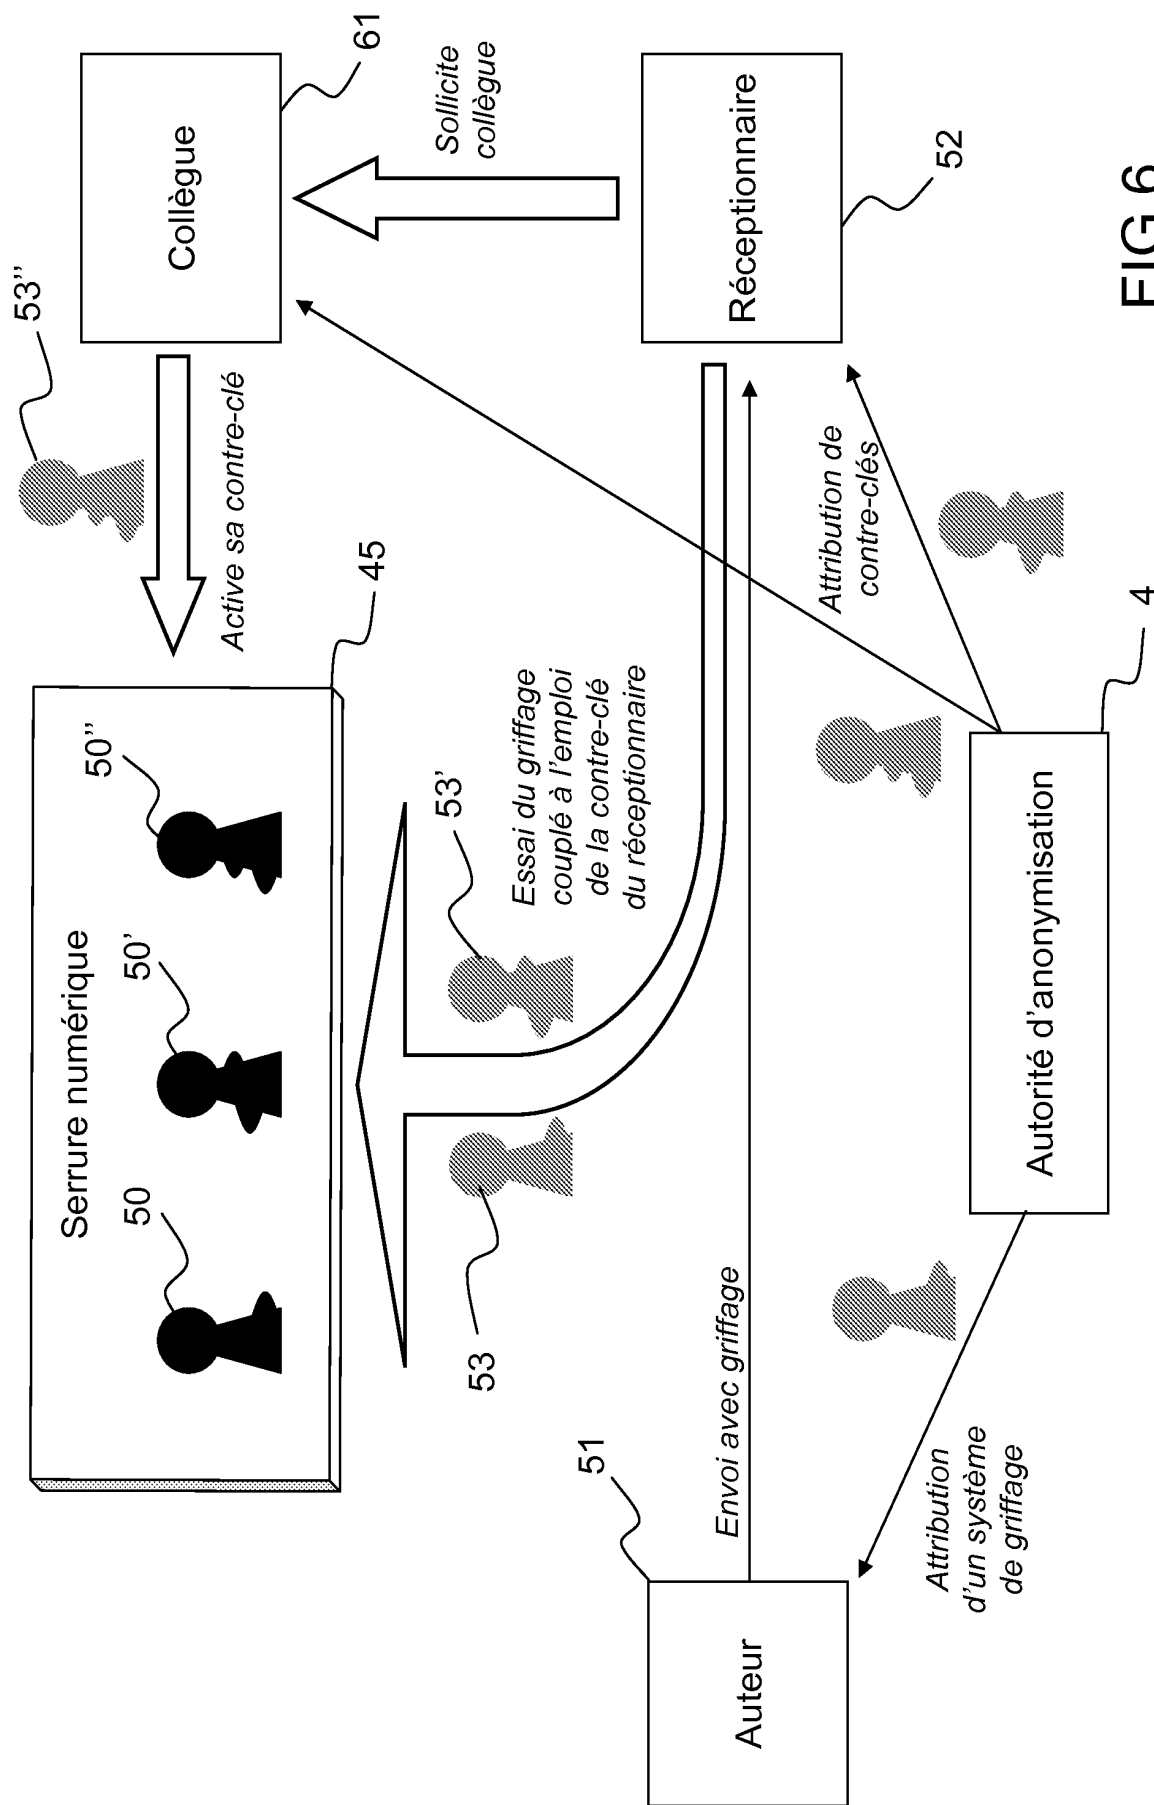 Serrure numérique
50
50'
50''
45
53''
Active sa contre-clé
Collègue
61
Sollicite
collègue
53
53'
Essai du griffage
couplé à l'emploi
de la contre-clé
du réceptionnaire
Auteur
51
Envoi avec griffage
Réceptionnaire
52
Attribution de
contre-clés
Attribution
d'un système
de griffage
Autorité d'anonymisation
4
FIG 6